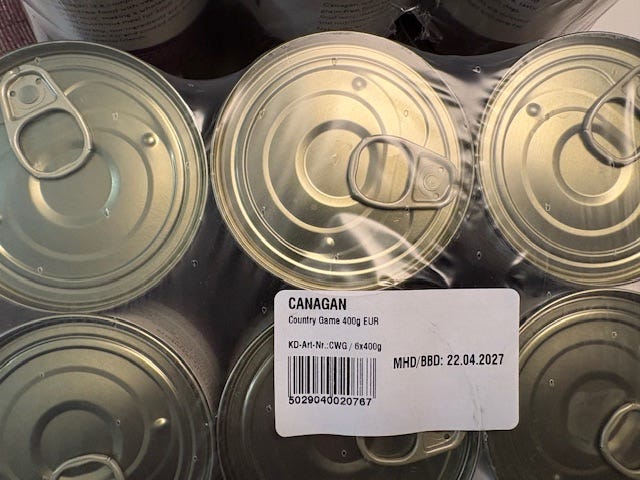 CANAGAN
Country Game 400g EUR
KD-Art-Nr.:CWG / 6x400g
MHD/BBD: 22.04.2027
5029040020767